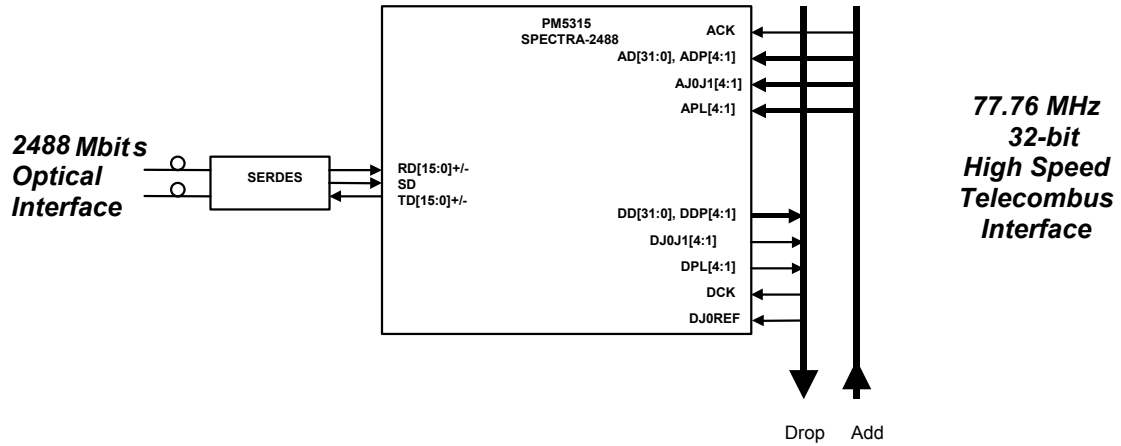 PM5315
SPECTRA-2488
ACK
AD[31:0], ADP[4:1]
AJ0J1[4:1]
APL[4:1]
2488 Mbits
Optical
Interface
SERDES
RD[15:0]+/-
SD
TD[15:0]+/-
DD[31:0], DDP[4:1]
DJ0J1[4:1]
DPL[4:1]
DCK
DJ0REF
77.76 MHz
32-bit
High Speed
Telecombus
Interface
Drop Add